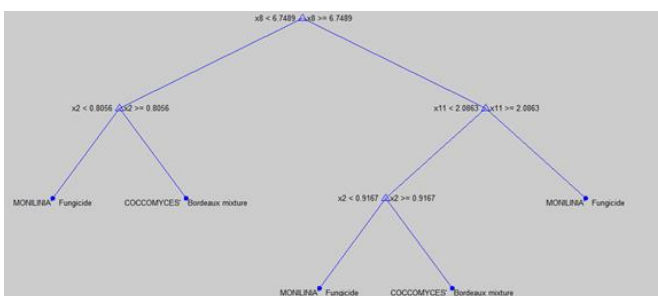 x8 < 6.7489 x8 >= 6.7489
x2 < 0.8056 x2 >= 0.8056 x11 < 2.0863 x11 >= 2.0863
MONILINIA Fungicide COCCOMYCES' Bordeaux mixture x2 < 0.9167 x2 >= 0.9167 MONILINIA Fungicide
MONILINIA Fungicide COCCOMYCES' Bordeaux mixture